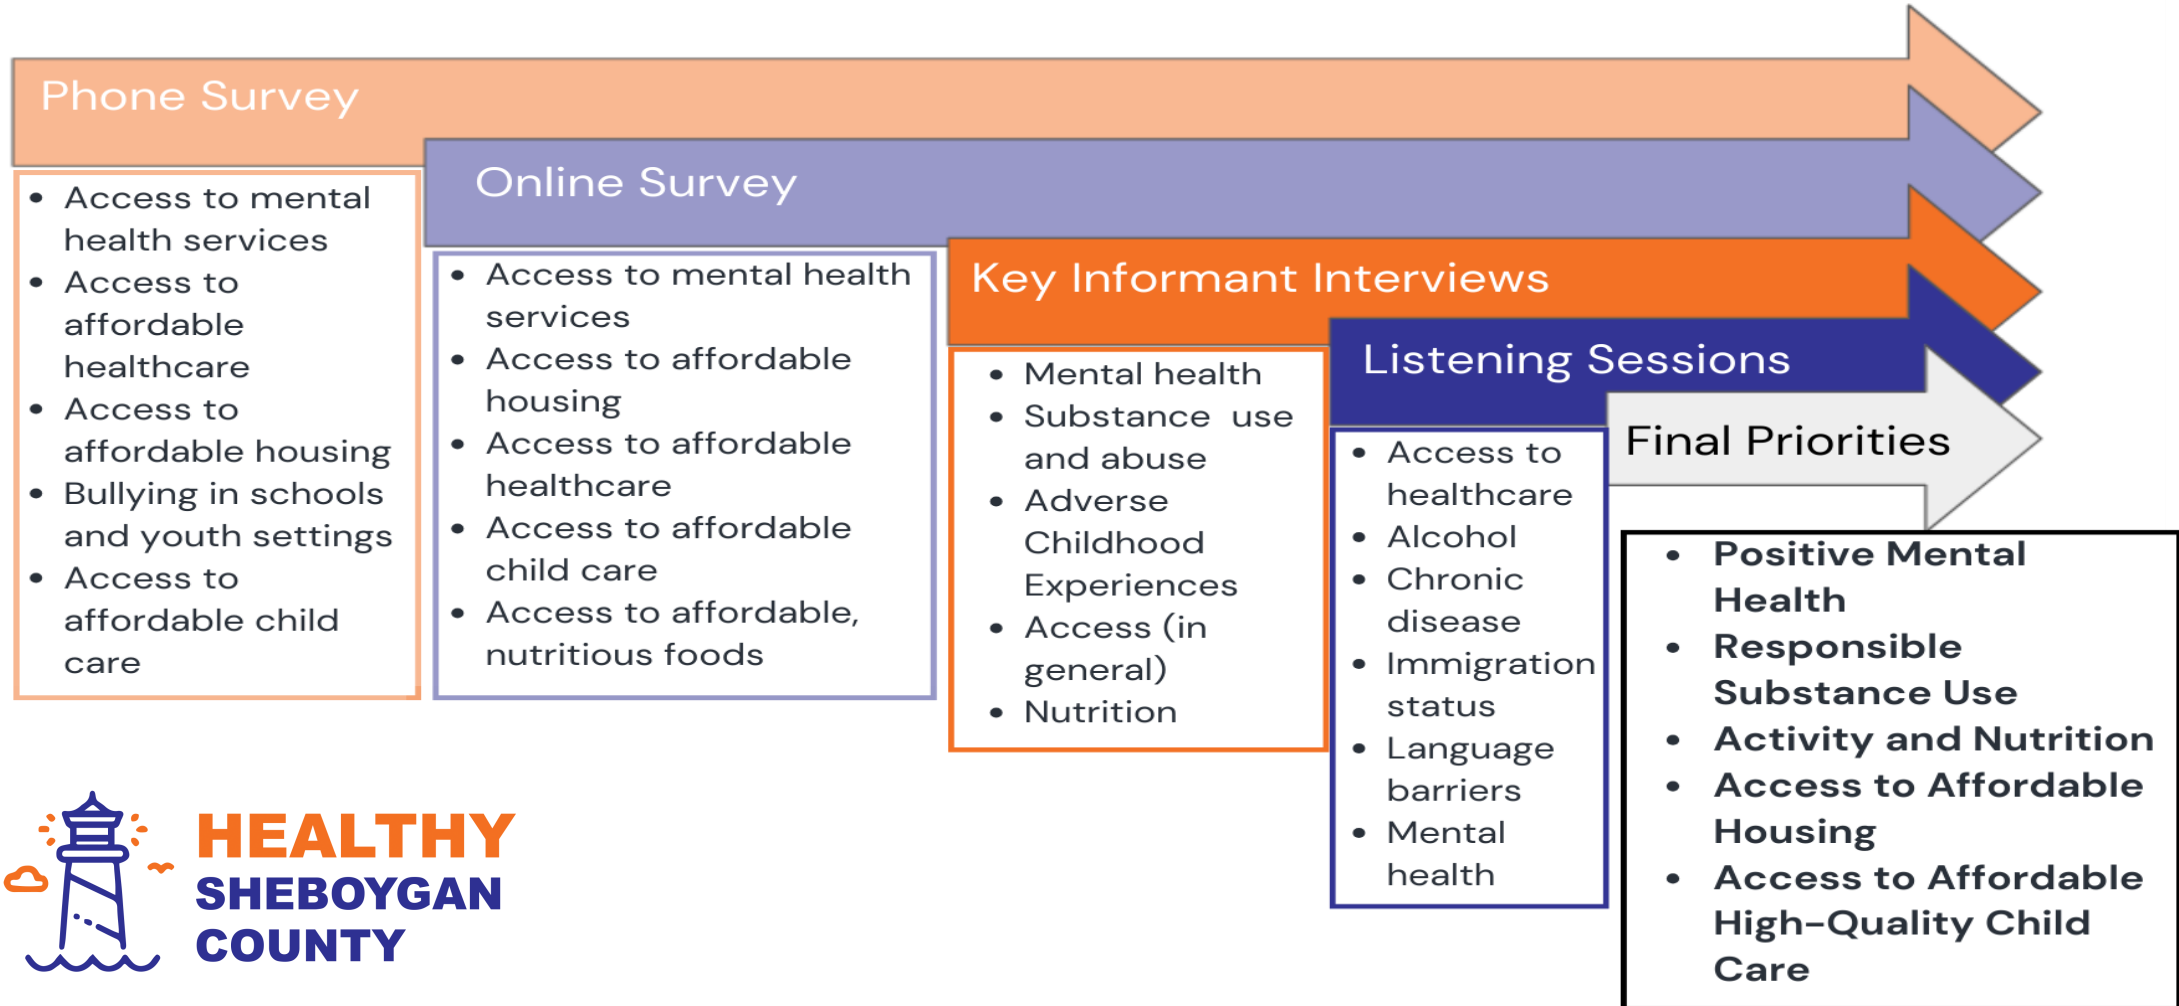 Phone Survey
• Access to mental
health services
• Access to
affordable
healthcare
• Access to
affordable housing
• Bullying in schools
and youth settings
• Access to
affordable child
care
Online Survey
• Access to mental health
services
• Access to affordable
housing
• Access to affordable
healthcare
• Access to affordable
child care
• Access to affordable,
nutritious foods
Key Informant Interviews
• Mental health
• Substance use
and abuse
• Adverse
Childhood
Experiences
• Access (in
general)
• Nutrition
Listening Sessions
• Access to
healthcare
• Alcohol
• Chronic
disease
• Immigration
status
• Language
barriers
• Mental
health
Final Priorities
• Positive Mental
Health
• Responsible
Substance Use
• Activity and Nutrition
• Access to Affordable
Housing
• Access to Affordable
High-Quality Child
Care
HEALTHY
SHEBOYGAN
COUNTY